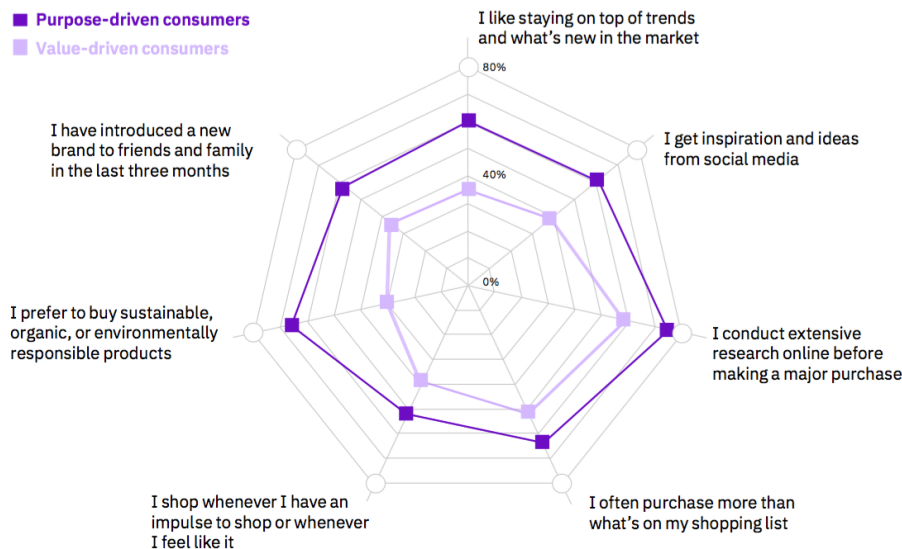 Purpose-driven consumers
Value-driven consumers
I like staying on top of trends
and what’s new in the market
80%
I have introduced a new
brand to friends and family
in the last three months
I get inspiration and ideas
from social media
40%
0%
I prefer to buy sustainable,
organic, or environmentally
responsible products
I conduct extensive
research online before
making a major purchase
I shop whenever I have an
impulse to shop or whenever
I feel like it
I often purchase more than
what’s on my shopping list